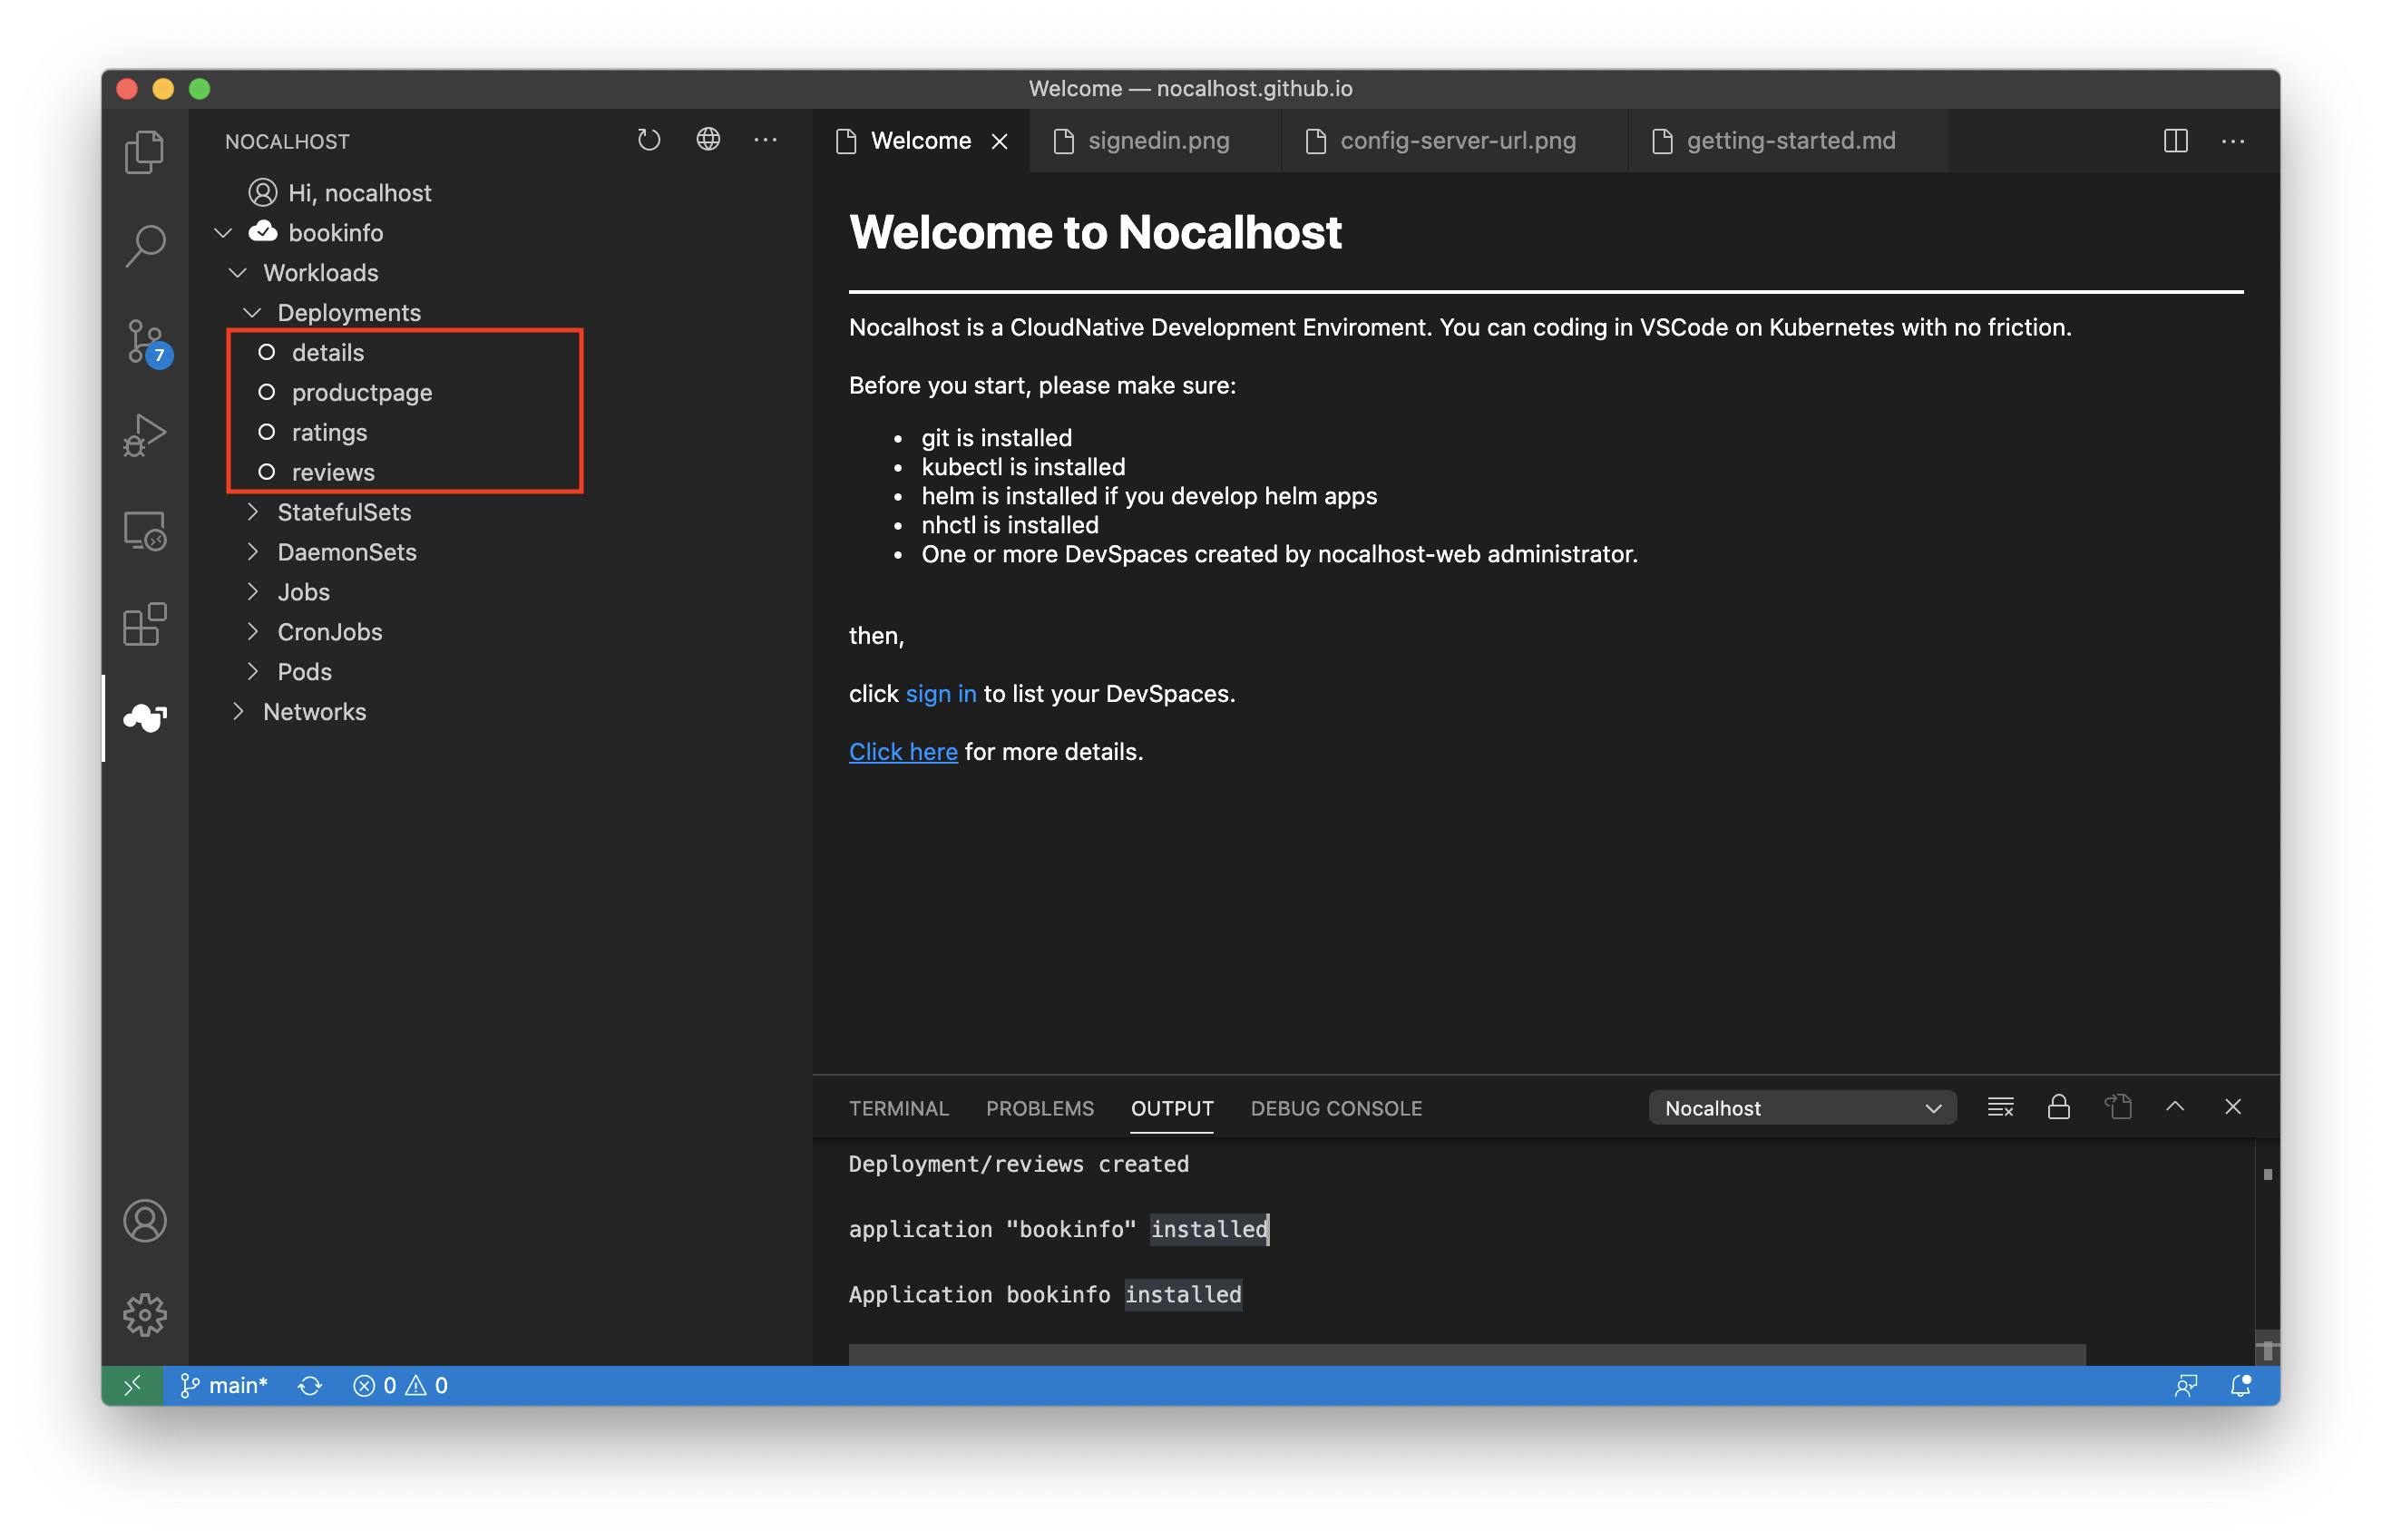 Welcome — nocalhost.github.io
NOCALHOST
Hi, nocalhost
bookinfo
Workloads
Deployments
details
productpage
ratings
reviews
StatefulSets
DaemonSets
Jobs
CronJobs
Pods
Networks
7
Welcome
signedin.png
config-server-url.png
getting-started.md
Welcome to Nocalhost
Nocalhost is a CloudNative Development Enviroment. You can coding in VSCode on Kubernetes with no friction.
Before you start, please make sure:
• git is installed
• kubectl is installed
• helm is installed if you develop helm apps
• nhctl is installed
• One or more DevSpaces created by nocalhost-web administrator.
then,
click sign in to list your DevSpaces.
Click here for more details.
TERMINAL PROBLEMS OUTPUT DEBUG CONSOLE Nocalhost
Deployment/reviews created
application "bookinfo" installed
Application bookinfo installed
main* 0 0